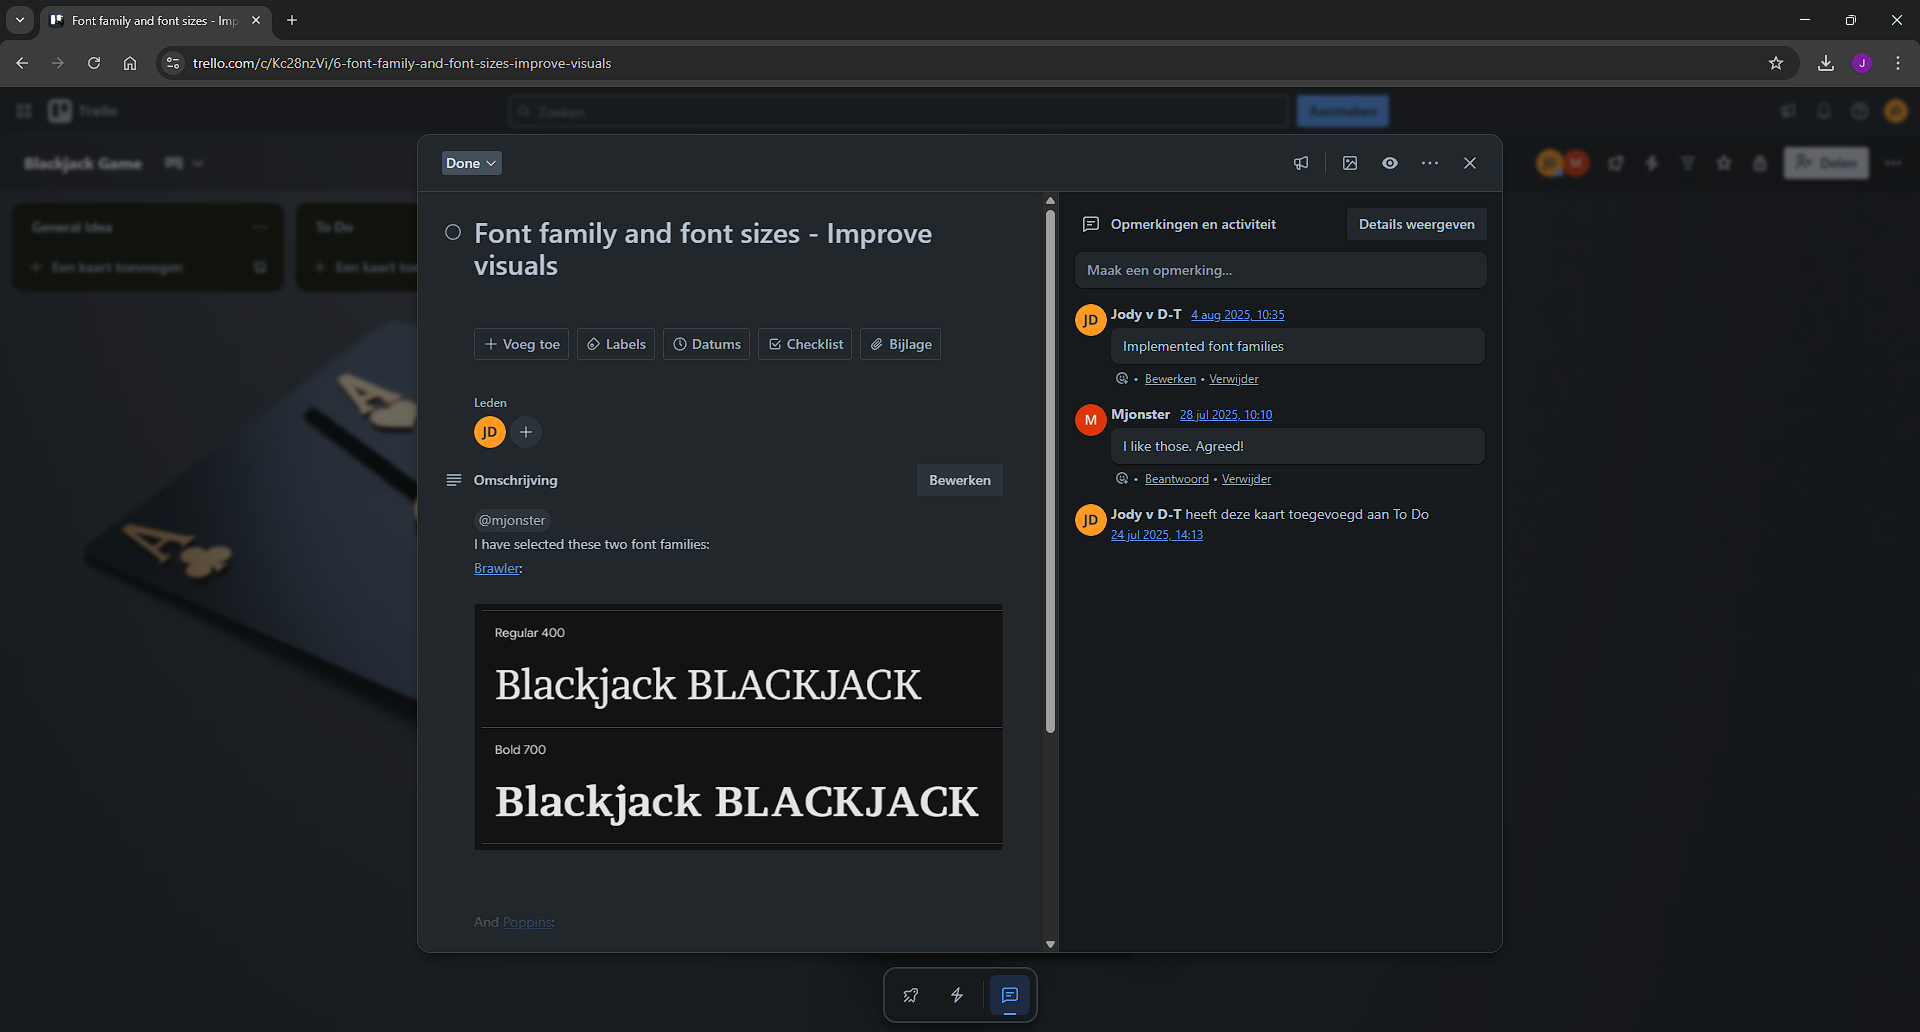 Font family and font sizes - Imp
trello.com/c/Kc28nzVi/6-font-family-and-font-sizes-improve-visuals
J
Trello
Zoeken
Aanmaken
JD
Blackjack Game
JD
M
Delen
General Idea
Een kaart toevoegen
To Do
Een kaart toe
Done
Font family and font sizes - Improve
visuals
Voeg toe
Labels
Datums
Checklist
Bijlage
Leden
JD
Omschrijving
Bewerken
@mjonster
I have selected these two font families:
Brawler:
Regular 400
Blackjack BLACKJACK
Bold 700
Blackjack BLACKJACK
And Poppins:
Opmerkingen en activiteit
Details weergeven
Maak een opmerking...
JD
Jody v D-T 4 aug 2025, 10:35
Implemented font families
• Bewerken • Verwijder
M
Mjonster 28 jul 2025, 10:10
I like those. Agreed!
• Beantwoord • Verwijder
JD
Jody v D-T heeft deze kaart toegevoegd aan To Do
24 jul 2025, 14:13
A
A